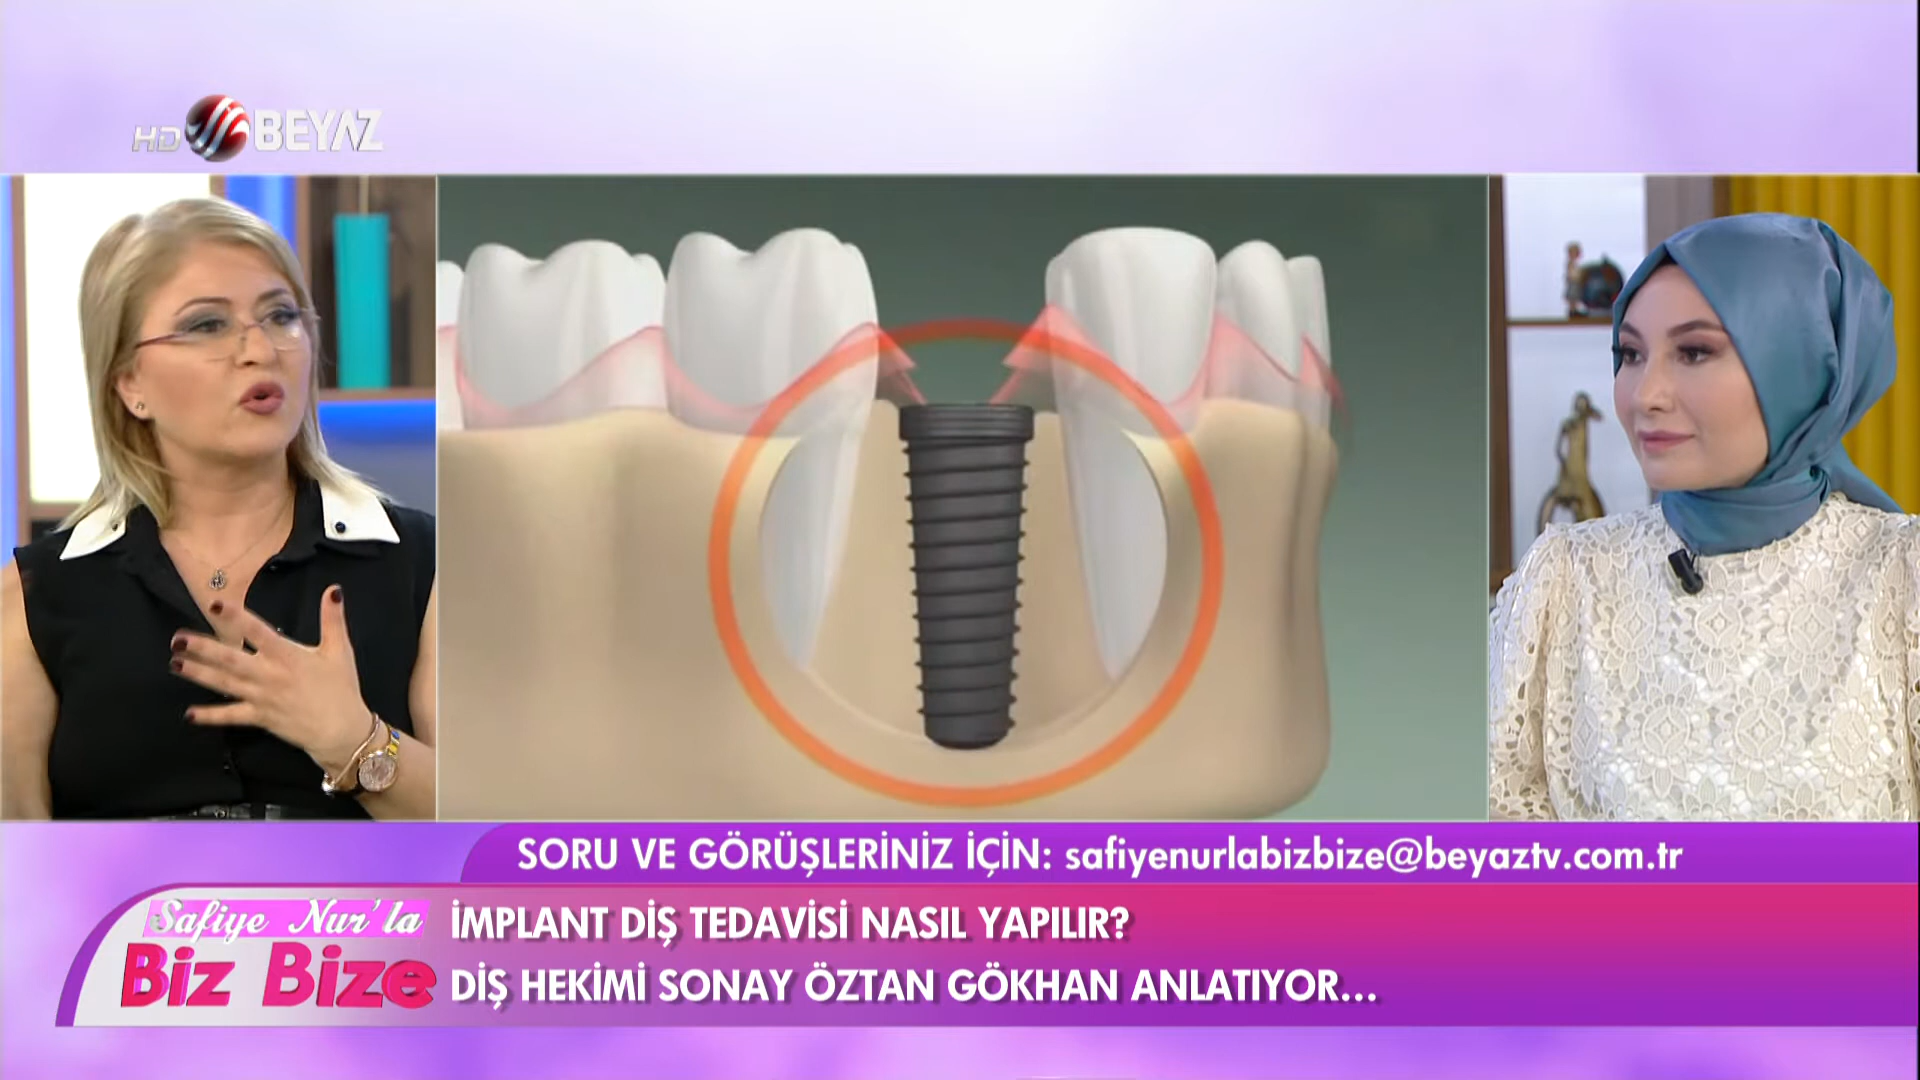 HD BEYAZ
SORU VE GÖRÜŞLERİNİZ İÇİN: safiyenurlabizbize@beyaztv.com.tr
Safiye Nur'la
Biz Bize
İMPLANT DİŞ TEDAVİSİ NASIL YAPILIR?
DİŞ HEKİMİ SONAY ÖZTAN GÖKHAN ANLATIYOR...